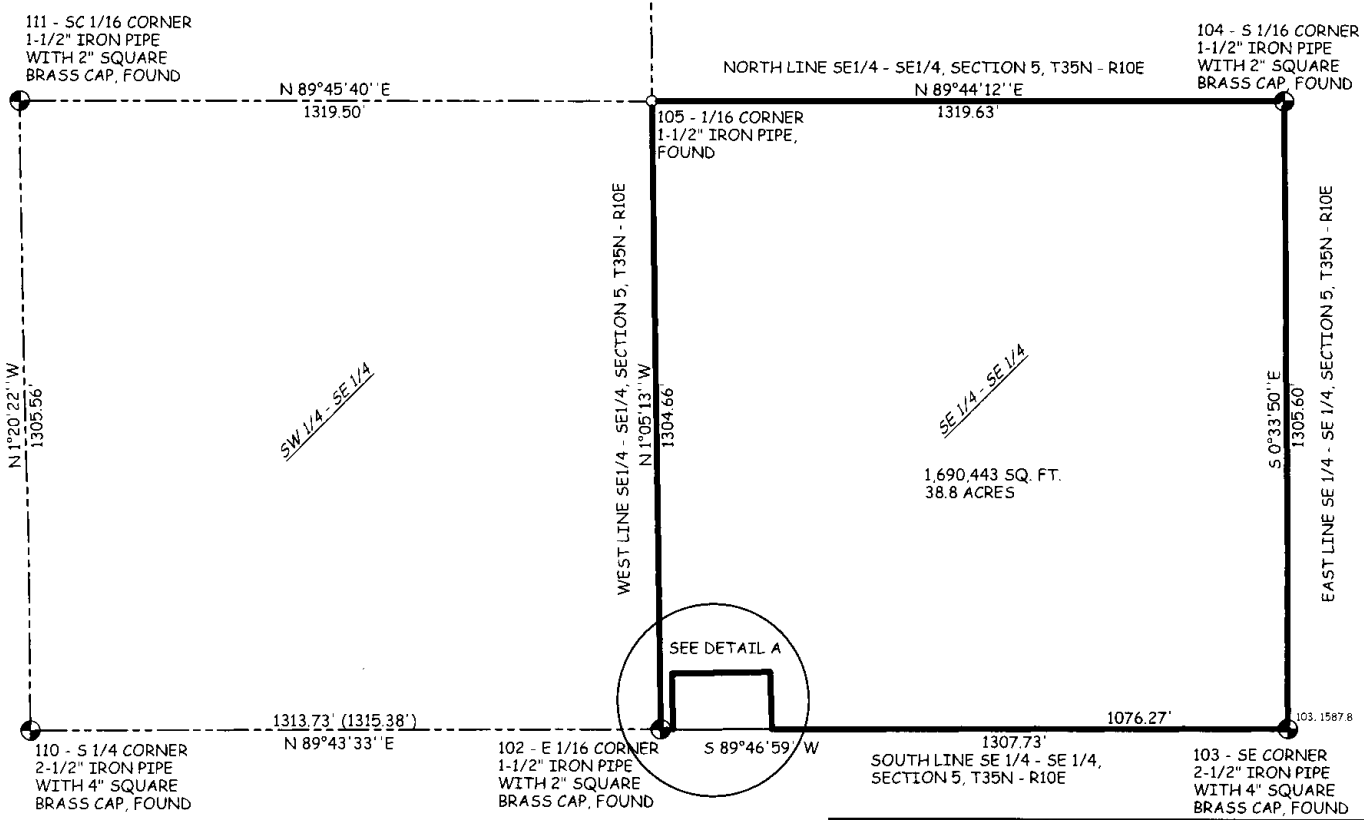 111 - SC 1/16 CORNER
1-1/2" IRON PIPE
WITH 2" SQUARE
BRASS CAP, FOUND
104 - S 1/16 CORNER
1-1/2" IRON PIPE
WITH 2" SQUARE
BRASS CAP, FOUND
NORTH LINE SE1/4 - SE1/4, SECTION 5, T35N - R10E
N 89°45'40''E
1319.50'
N 89°44'12''E
1319.63'
105 - 1/16 CORNER
1-1/2" IRON PIPE,
FOUND
N 1°20'22''W
1305.56'
SW 1/4 - SE 1/4
WEST LINE SE1/4 - SE1/4, SECTION 5, T35N - R10E
N 1°05'13''W
1304.66'
SE 1/4 - SE 1/4
1,690,443 SQ. FT.
38.8 ACRES
S 0°33'50''E
1305.60'
EAST LINE SE 1/4 - SE 1/4, SECTION 5, T35N - R10E
SEE DETAIL A
1313.73' (1315.38')
N 89°43'33''E
110 - S 1/4 CORNER
2-1/2" IRON PIPE
WITH 4" SQUARE
BRASS CAP, FOUND
102 - E 1/16 CORNER
1-1/2" IRON PIPE
WITH 2" SQUARE
BRASS CAP, FOUND
S 89°46'59'' W
1076.27'
1307.73'
SOUTH LINE SE 1/4 - SE 1/4,
SECTION 5, T35N - R10E
103, 1587.8
103 - SE CORNER
2-1/2" IRON PIPE
WITH 4" SQUARE
BRASS CAP, FOUND